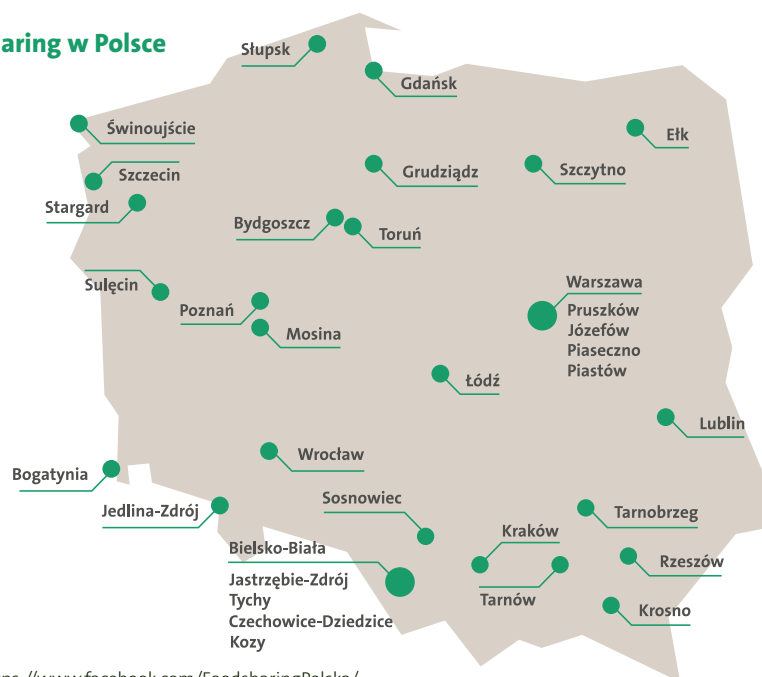 aring w Polsce
Słupsk
Gdańsk
Świnoujście
Ełk
Szczecin
Grudziądz
Szczytno
Stargard
Bydgoszcz
Toruń
Sulęcin
Warszawa
Pruszków
Józefów
Piaseczno
Piastów
Poznań
Mosina
Łódź
Lublin
Wrocław
Bogatynia
Sosnowiec
Jedlina-Zdrój
Tarnobrzeg
Kraków
Bielsko-Biała
Jastrzębie-Zdrój
Tychy
Czechowice-Dziedzice
Kozy
Rzeszów
Tarnów
Krosno